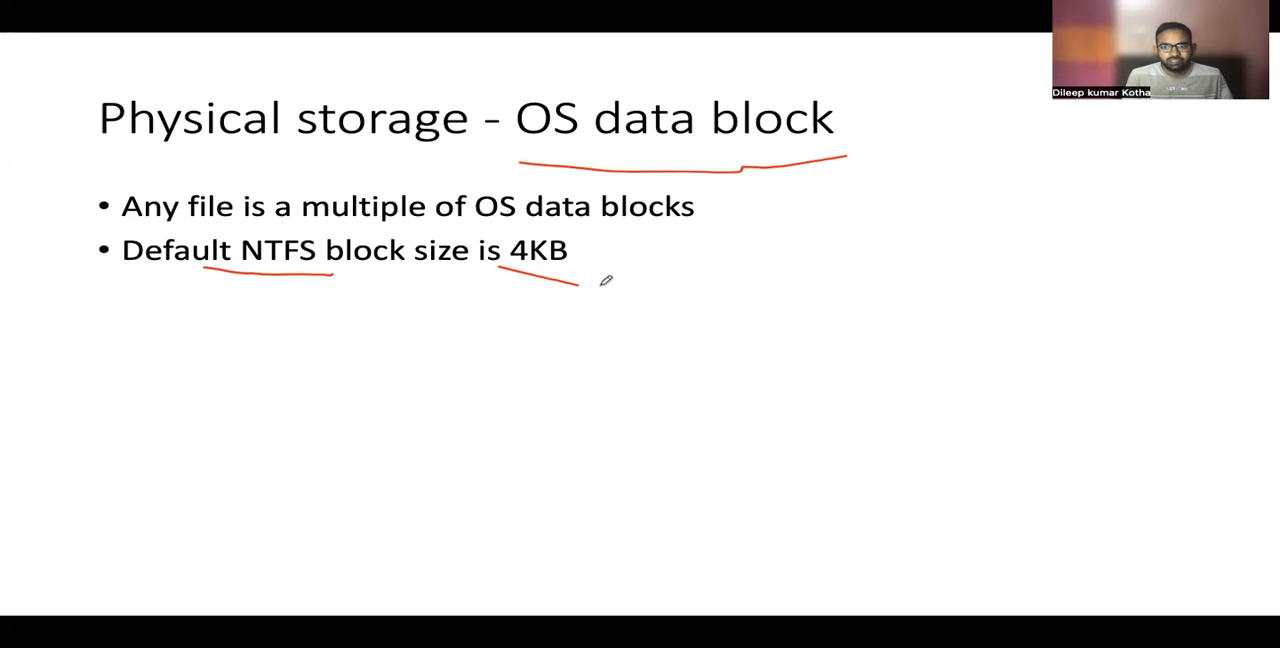 Dileep kumar Kotha
Physical storage - OS data block
• Any file is a multiple of OS data blocks
• Default NTFS block size is 4KB